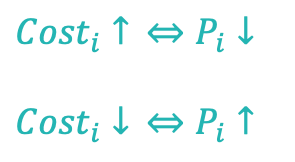 Costᵢ ↑ ⇔ Pᵢ ↓
Costᵢ ↓ ⇔ Pᵢ ↑